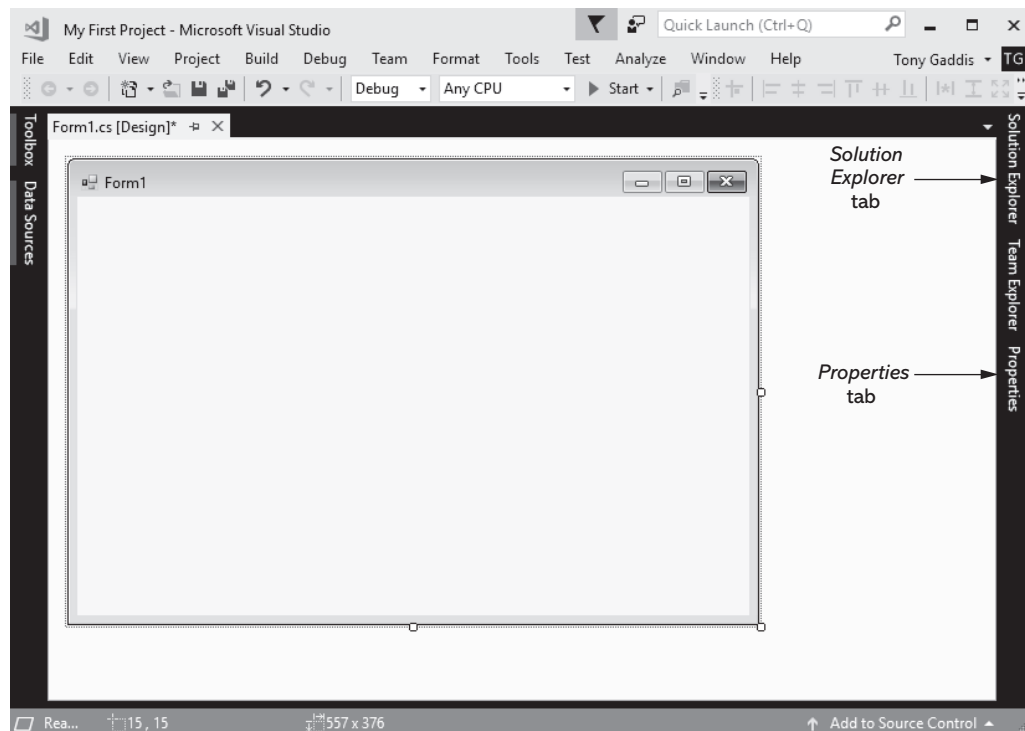 My First Project - Microsoft Visual Studio
Quick Launch (Ctrl+Q)
File Edit View Project Build Debug Team Format Tools Test Analyze Window Help Tony Gaddis TG
Debug Any CPU Start
Toolbox
Data Sources
Form1.cs [Design]*
Form1
Solution
Explorer
tab
Properties
tab
Solution Explorer
Team Explorer
Properties
Rea... 15 , 15 557 x 376 Add to Source Control